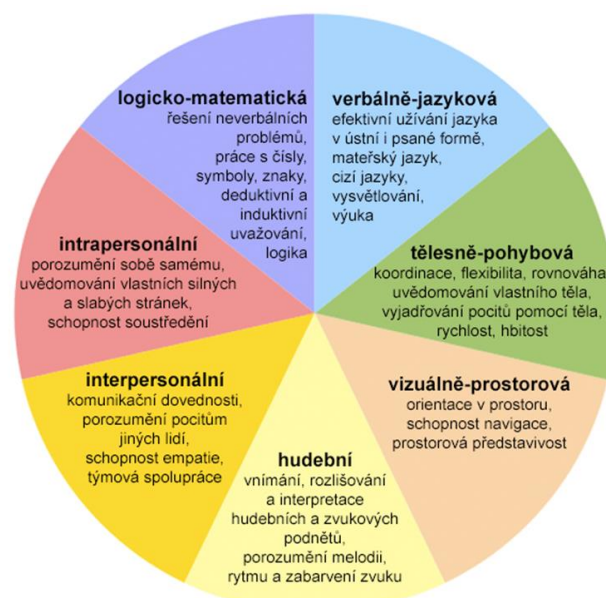 logicko-matematická
řešení neverbálních
problémů,
práce s čísly,
symboly, znaky,
deduktivní a
induktivní
uvažování,
logika
verbálně-jazyková
efektivní užívání jazyka
v ústní i psané formě,
mateřský jazyk,
cizí jazyky,
vysvětlování,
výuka
tělesně-pohybová
koordinace, flexibilita, rovnováha
uvědomování vlastního těla,
vyjadřování pocitů pomocí těla,
rychlost, hbitost
vizuálně-prostorová
orientace v prostoru,
schopnost navigace,
prostorová představivost
hudební
vnímání, rozlišování
a interpretace
hudebních a zvukových
podnětů,
porozumění melodii,
rytmu a zabarvení zvuku
interpersonální
komunikační dovednosti,
porozumění pocitům
jiných lidí,
schopnost empatie,
týmová spolupráce
intrapersonální
porozumění sobě samému,
uvědomování vlastních silných
a slabých stránek,
schopnost soustředění